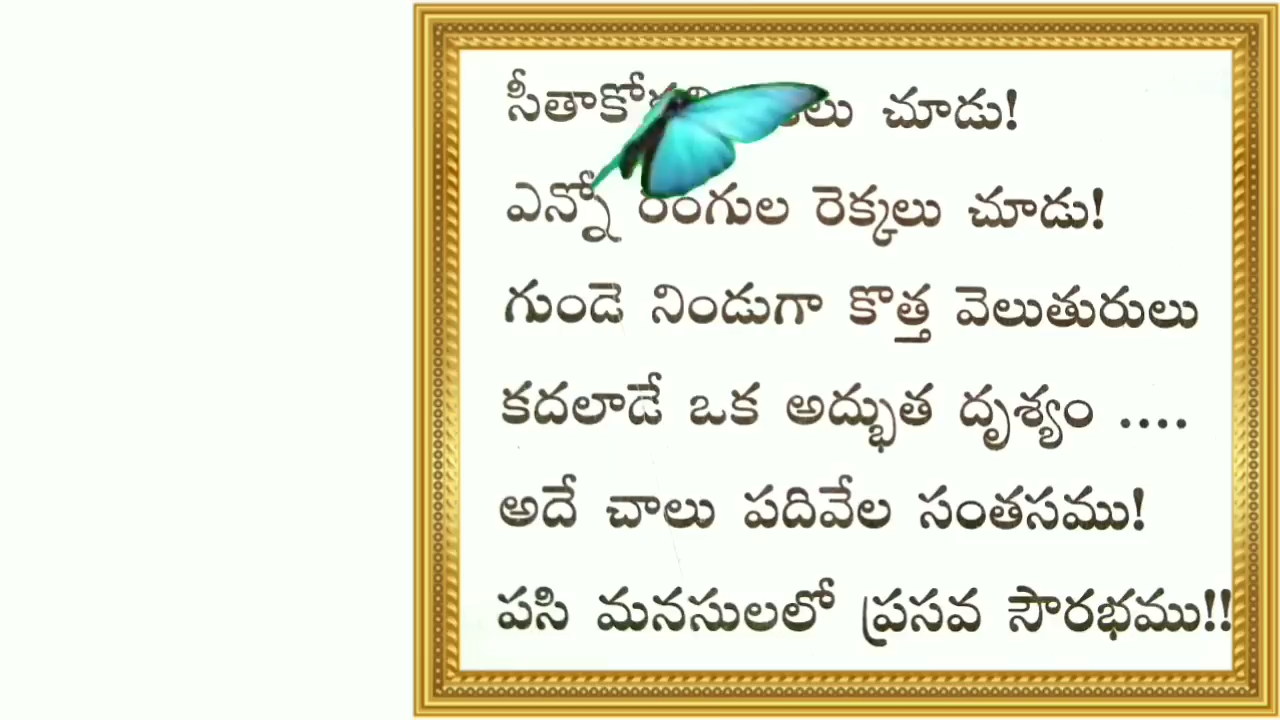 చూడు!
ఎన్నో రంగుల రెక్కలు చూడు!
గుండె నిండుగా కొత్త వెలుతురులు
కదలాడే ఒక అద్భుత దృశ్యం ....
అదే చాలు పదివేల సంతసము!
పసి మనసులలో ప్రసవ సౌరభము!!